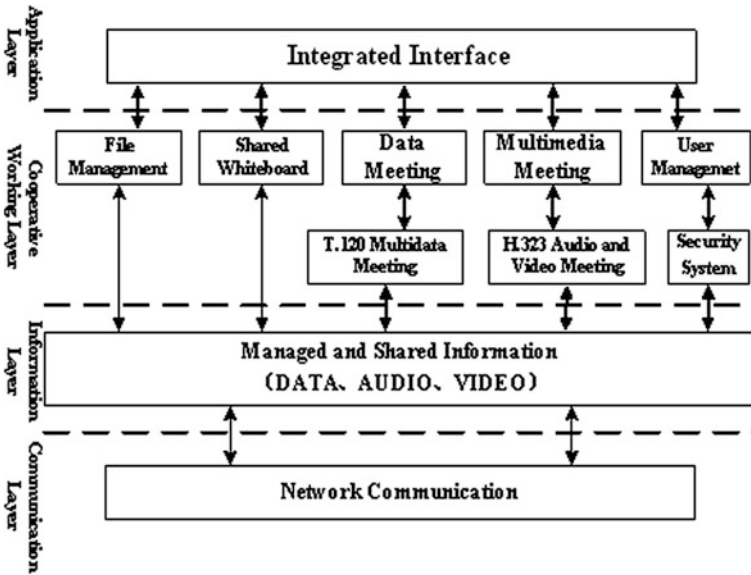 Application
Layer
Integrated Interface
Cooperative
Working Layer
File
Management
Shared
Whiteboard
Data
Meeting
Multimedia
Meeting
User
Managemet
T.120 Multidata
Meeting
H.323 Audio and
Video Meeting
Security
System
Information
Layer
Managed and Shared Information
(DATA、AUDIO、VIDEO)
Communication
Layer
Network Communication